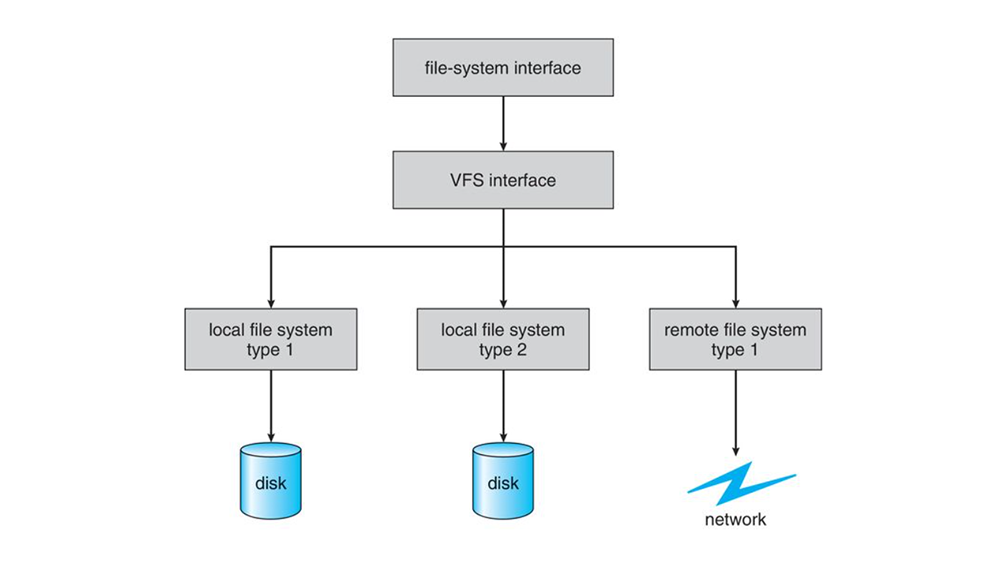 file-system interface
VFS interface
local file system
type 1
local file system
type 2
remote file system
type 1
disk
disk
network